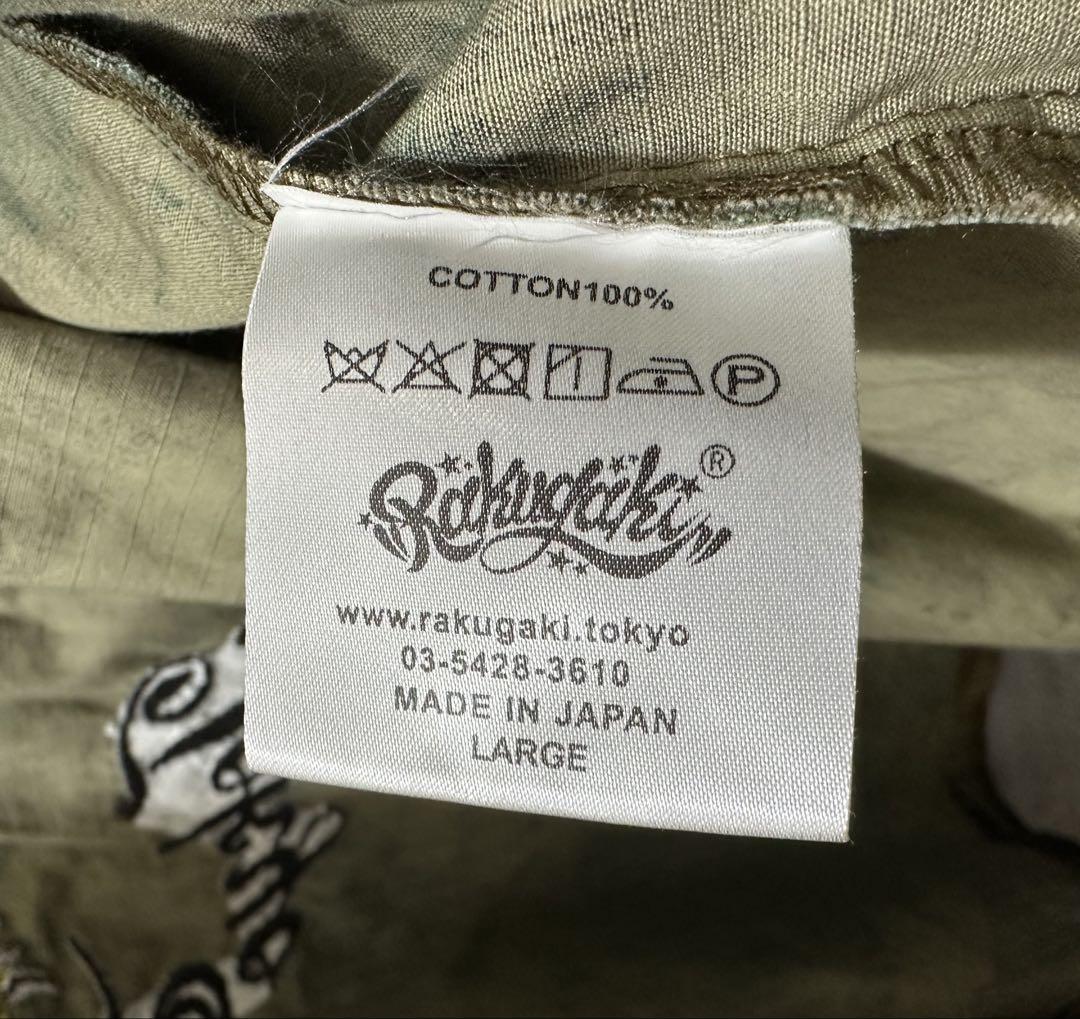 COTTON100%
P
Rakugaki®
www.rakugaki.tokyo
03-5428-3610
MADE IN JAPAN
LARGE